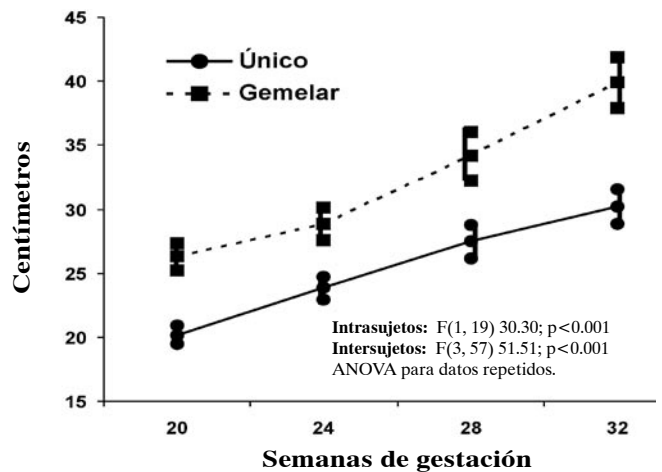 45
40
35
30
25
20
15
Centímetros
Único
Gemelar
Intrasujetos: F(1, 19) 30.30; p<0.001
Intersujetos: F(3, 57) 51.51; p<0.001
ANOVA para datos repetidos.
20 24 28 32
Semanas de gestación